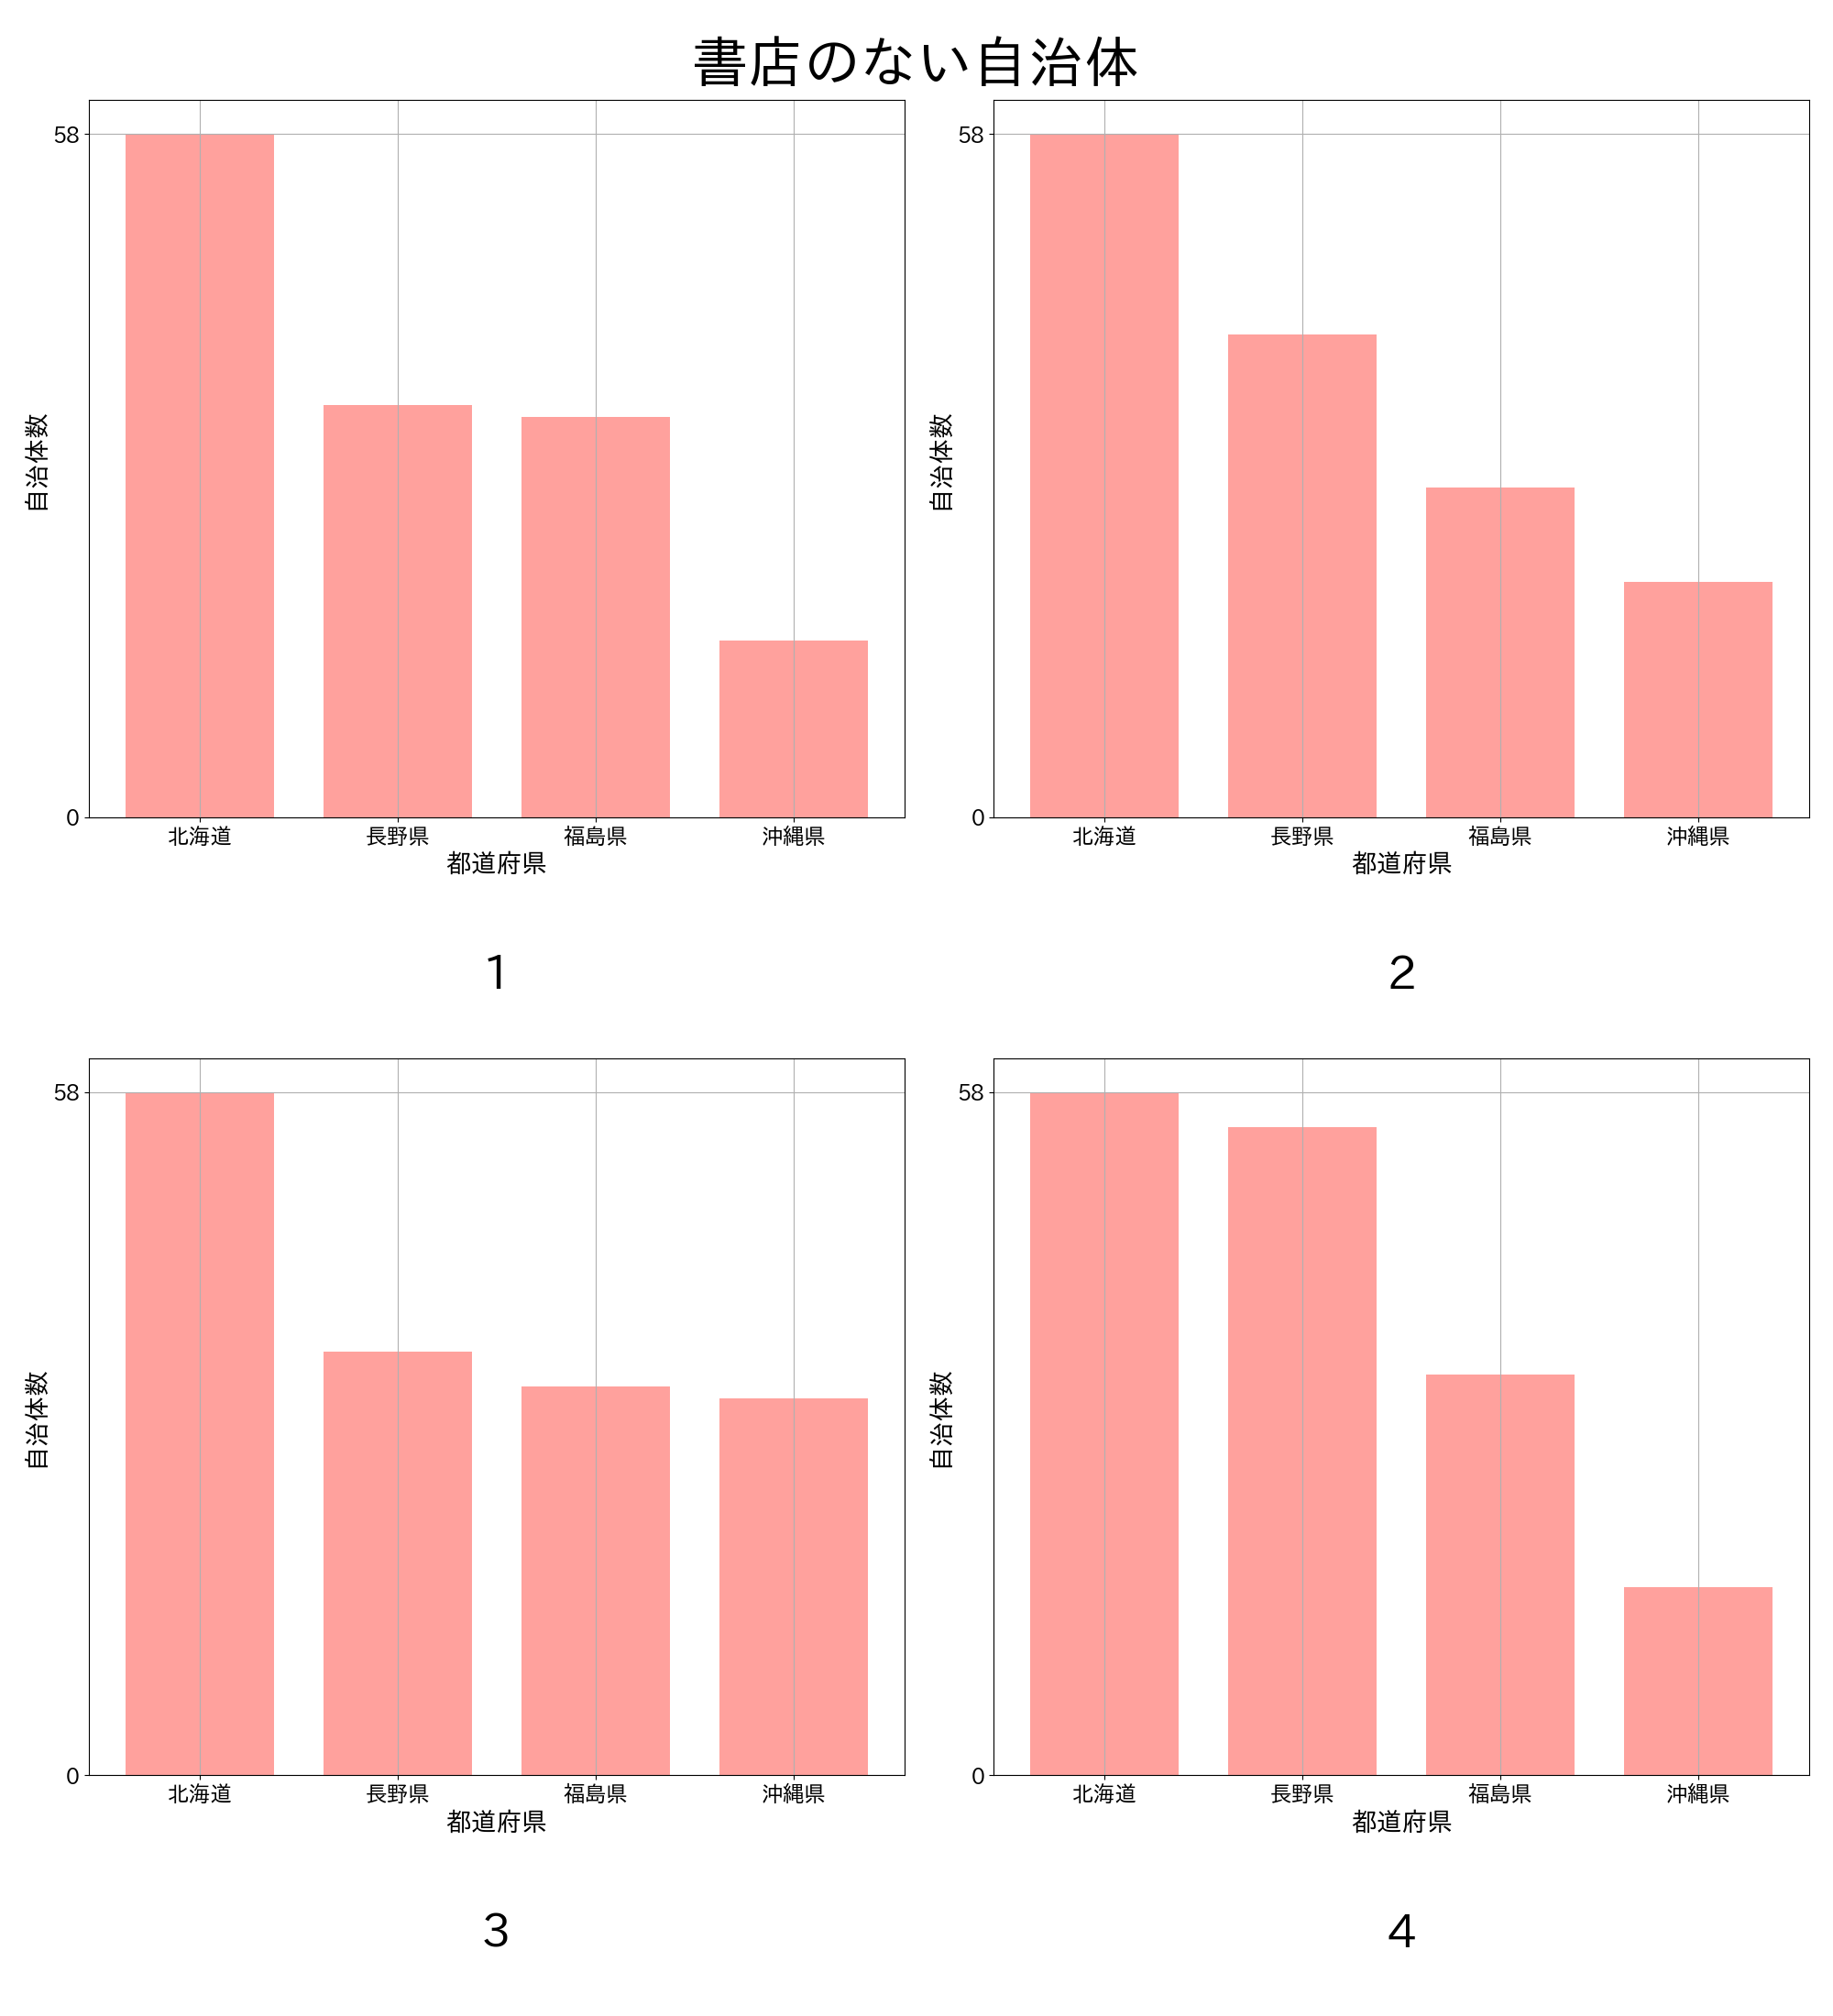 書店のない自治体
58
0
自治体数
北海道 長野県 福島県 沖縄県
都道府県
1
58
0
自治体数
北海道 長野県 福島県 沖縄県
都道府県
2
58
0
自治体数
北海道 長野県 福島県 沖縄県
都道府県
3
58
0
自治体数
北海道 長野県 福島県 沖縄県
都道府県
4